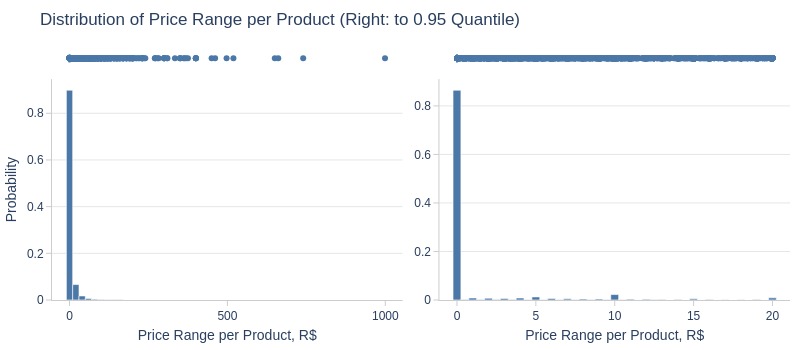 Distribution of Price Range per Product (Right: to 0.95 Quantile)
Probability
0.8
0.6
0.4
0.2
0
0 500 1000
Price Range per Product, R$
0.8
0.6
0.4
0.2
0
0 5 10 15 20
Price Range per Product, R$